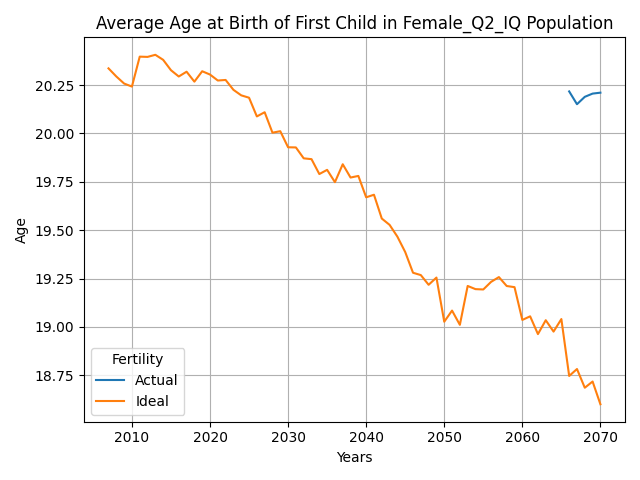 Average Age at Birth of First Child in Female_Q2_IQ Population
Age
20.25
20.00
19.75
19.50
19.25
19.00
18.75
Fertility
Actual
Ideal
2010 2020 2030 2040 2050 2060 2070
Years